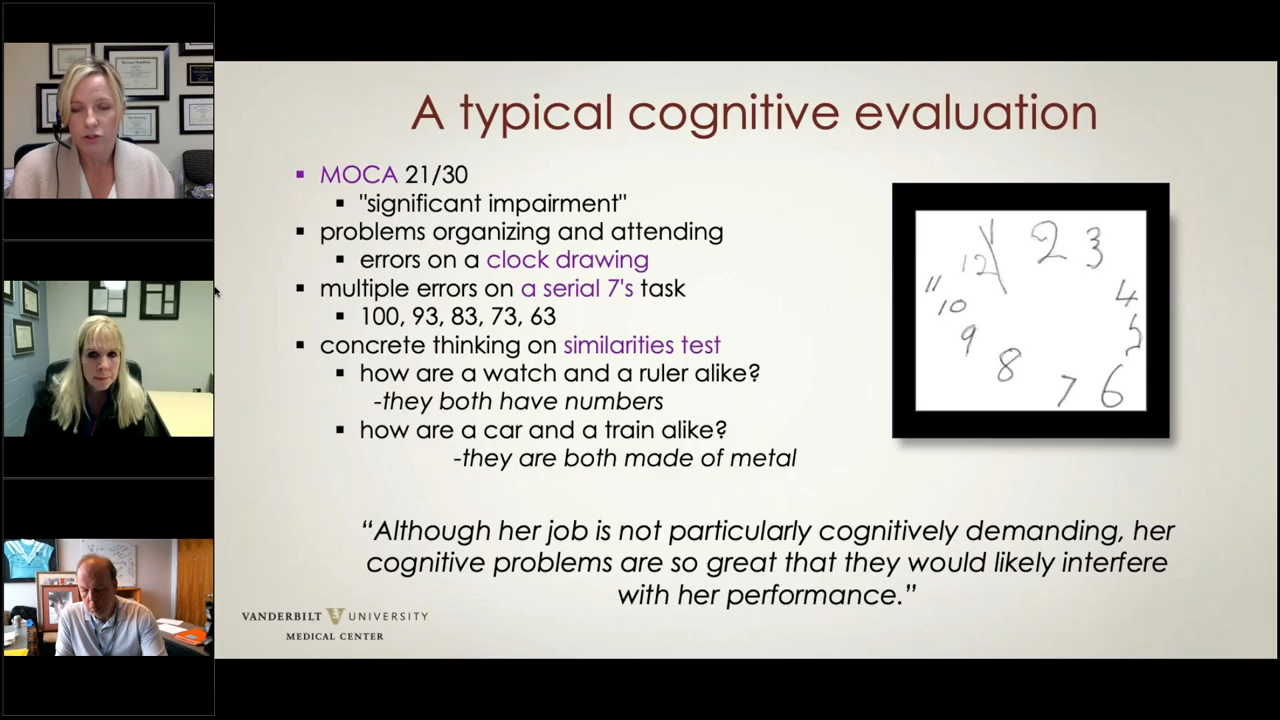 A typical cognitive evaluation
▪ MOCA 21/30
▪ "significant impairment"
▪ problems organizing and attending
▪ errors on a clock drawing
▪ multiple errors on a serial 7's task
▪ 100, 93, 83, 73, 63
▪ concrete thinking on similarities test
▪ how are a watch and a ruler alike?
-they both have numbers
▪ how are a car and a train alike?
-they are both made of metal
12 2 3
11 10 4
9 5
8 7 6
“Although her job is not particularly cognitively demanding, her
cognitive problems are so great that they would likely interfere
with her performance.”
VANDERBILT UNIVERSITY
MEDICAL CENTER